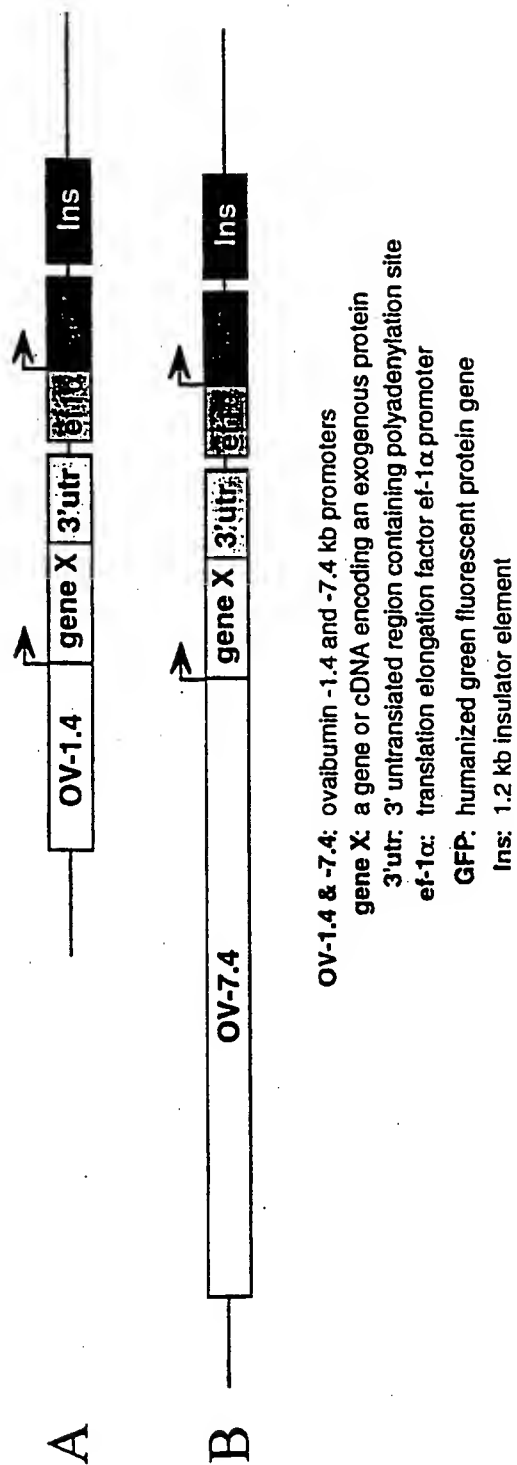 A
OV-1.4 gene X 3'utr ef1α Ins
B
OV-7.4 gene X 3'utr ef1α Ins
OV-1.4 & -7.4: ovaibumin -1.4 and -7.4 kb promoters
gene X: a gene or cDNA encoding an exogenous protein
3'utr: 3' untranslated region containing polyadenylation site
ef-1α: translation elongation factor ef-1α promoter
GFP: humanized green fluorescent protein gene
Ins: 1.2 kb insulator element